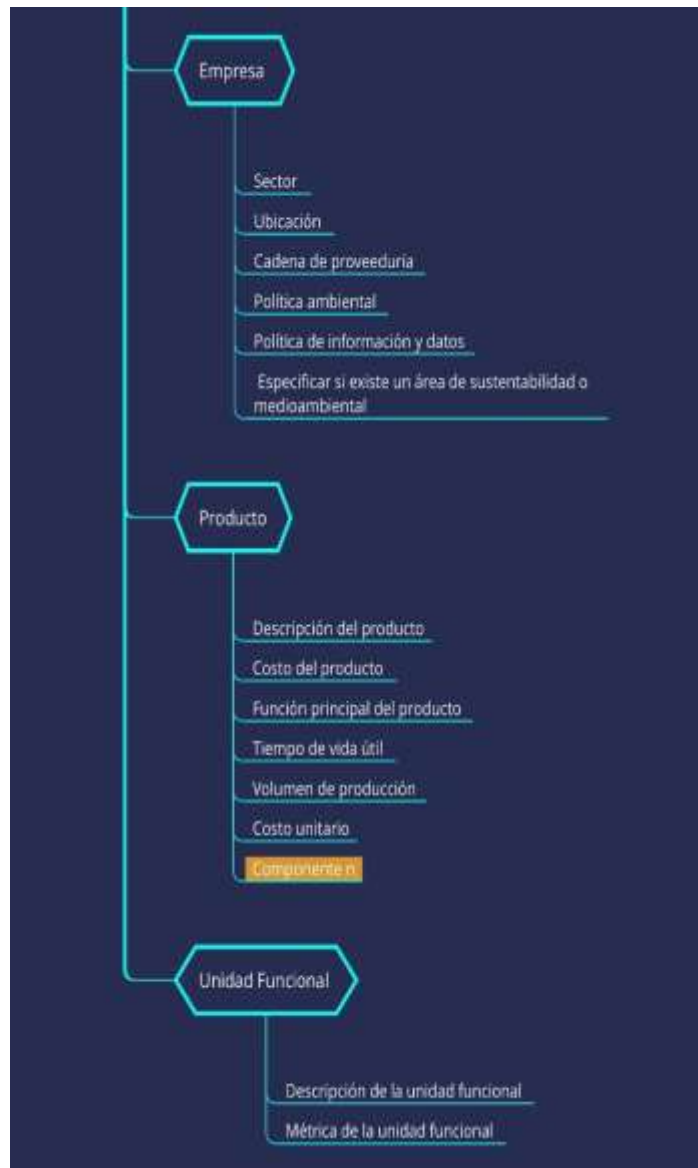 Empresa
Sector
Ubicación
Cadena de proveeduría
Política ambiental
Política de información y datos
Especificar si existe un área de sustentabilidad o
medioambiental
Producto
Descripción del producto
Costo del producto
Función principal del producto
Tiempo de vida útil
Volumen de producción
Costo unitario
Componente n
Unidad Funcional
Descripción de la unidad funcional
Métrica de la unidad funcional